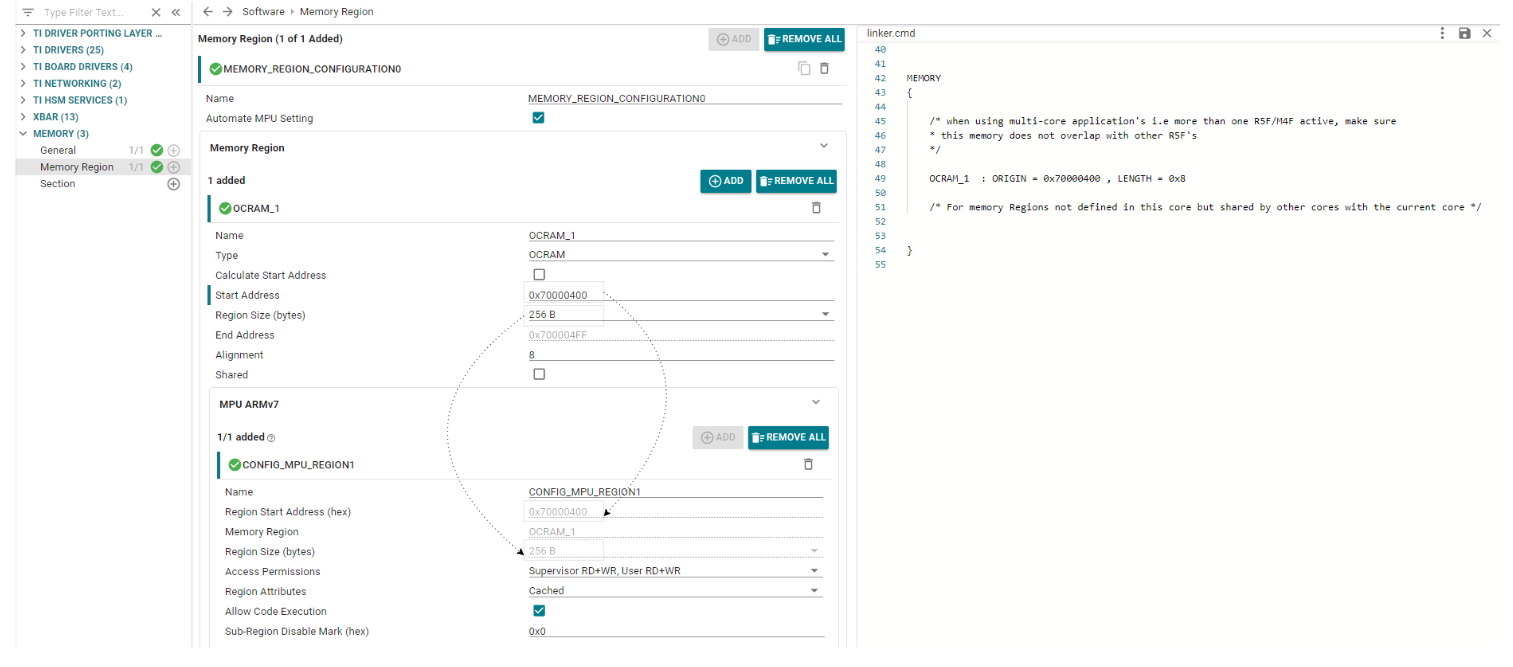 Type Filter Text...
TI DRIVER PORTING LAYER ...
TI DRIVERS (25)
TI BOARD DRIVERS (4)
TI NETWORKING (2)
TI HSM SERVICES (1)
XBAR (13)
MEMORY (3)
General 1/1
Memory Region 1/1
Section
Software › Memory Region
Memory Region (1 of 1 Added)
ADD REMOVE ALL
MEMORY_REGION_CONFIGURATION0
Name MEMORY_REGION_CONFIGURATION0
Automate MPU Setting
Memory Region
1 added ADD REMOVE ALL
OCRAM_1
Name OCRAM_1
Type OCRAM
Calculate Start Address
Start Address 0x70000400
Region Size (bytes) 256 B
End Address 0x700004FF
Alignment 8
Shared
MPU ARMv7
1/1 added ADD REMOVE ALL
CONFIG_MPU_REGION1
Name CONFIG_MPU_REGION1
Region Start Address (hex) 0x70000400
Memory Region OCRAM_1
Region Size (bytes) 256 B
Access Permissions Supervisor RD+WR, User RD+WR
Region Attributes Cached
Allow Code Execution
Sub-Region Disable Mark (hex) 0x0
linker.cmd
40
41
42 MEMORY
43 {
44
45 /* when using multi-core application's i.e more than one R5F/M4F active, make sure
46 * this memory does not overlap with other R5F's
47 */
48
49 OCRAM_1 : ORIGIN = 0x70000400 , LENGTH = 0x8
50
51 /* For memory Regions not defined in this core but shared by other cores with the current core */
52
53
54 }
55